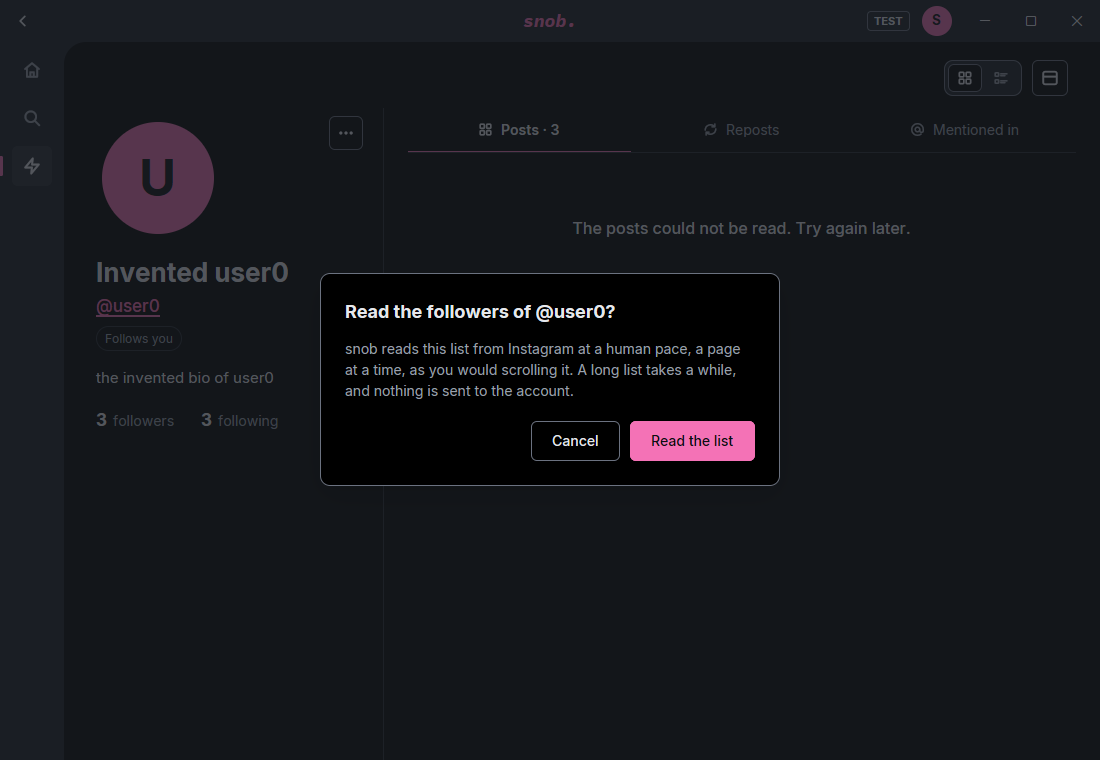 snob.
TEST
S
U
Posts · 3
Reposts
Mentioned in
The posts could not be read. Try again later.
Invented user0
@user0
Follows you
the invented bio of user0
3 followers 3 following
Read the followers of @user0?
snob reads this list from Instagram at a human pace, a page
at a time, as you would scrolling it. A long list takes a while,
and nothing is sent to the account.
Cancel
Read the list